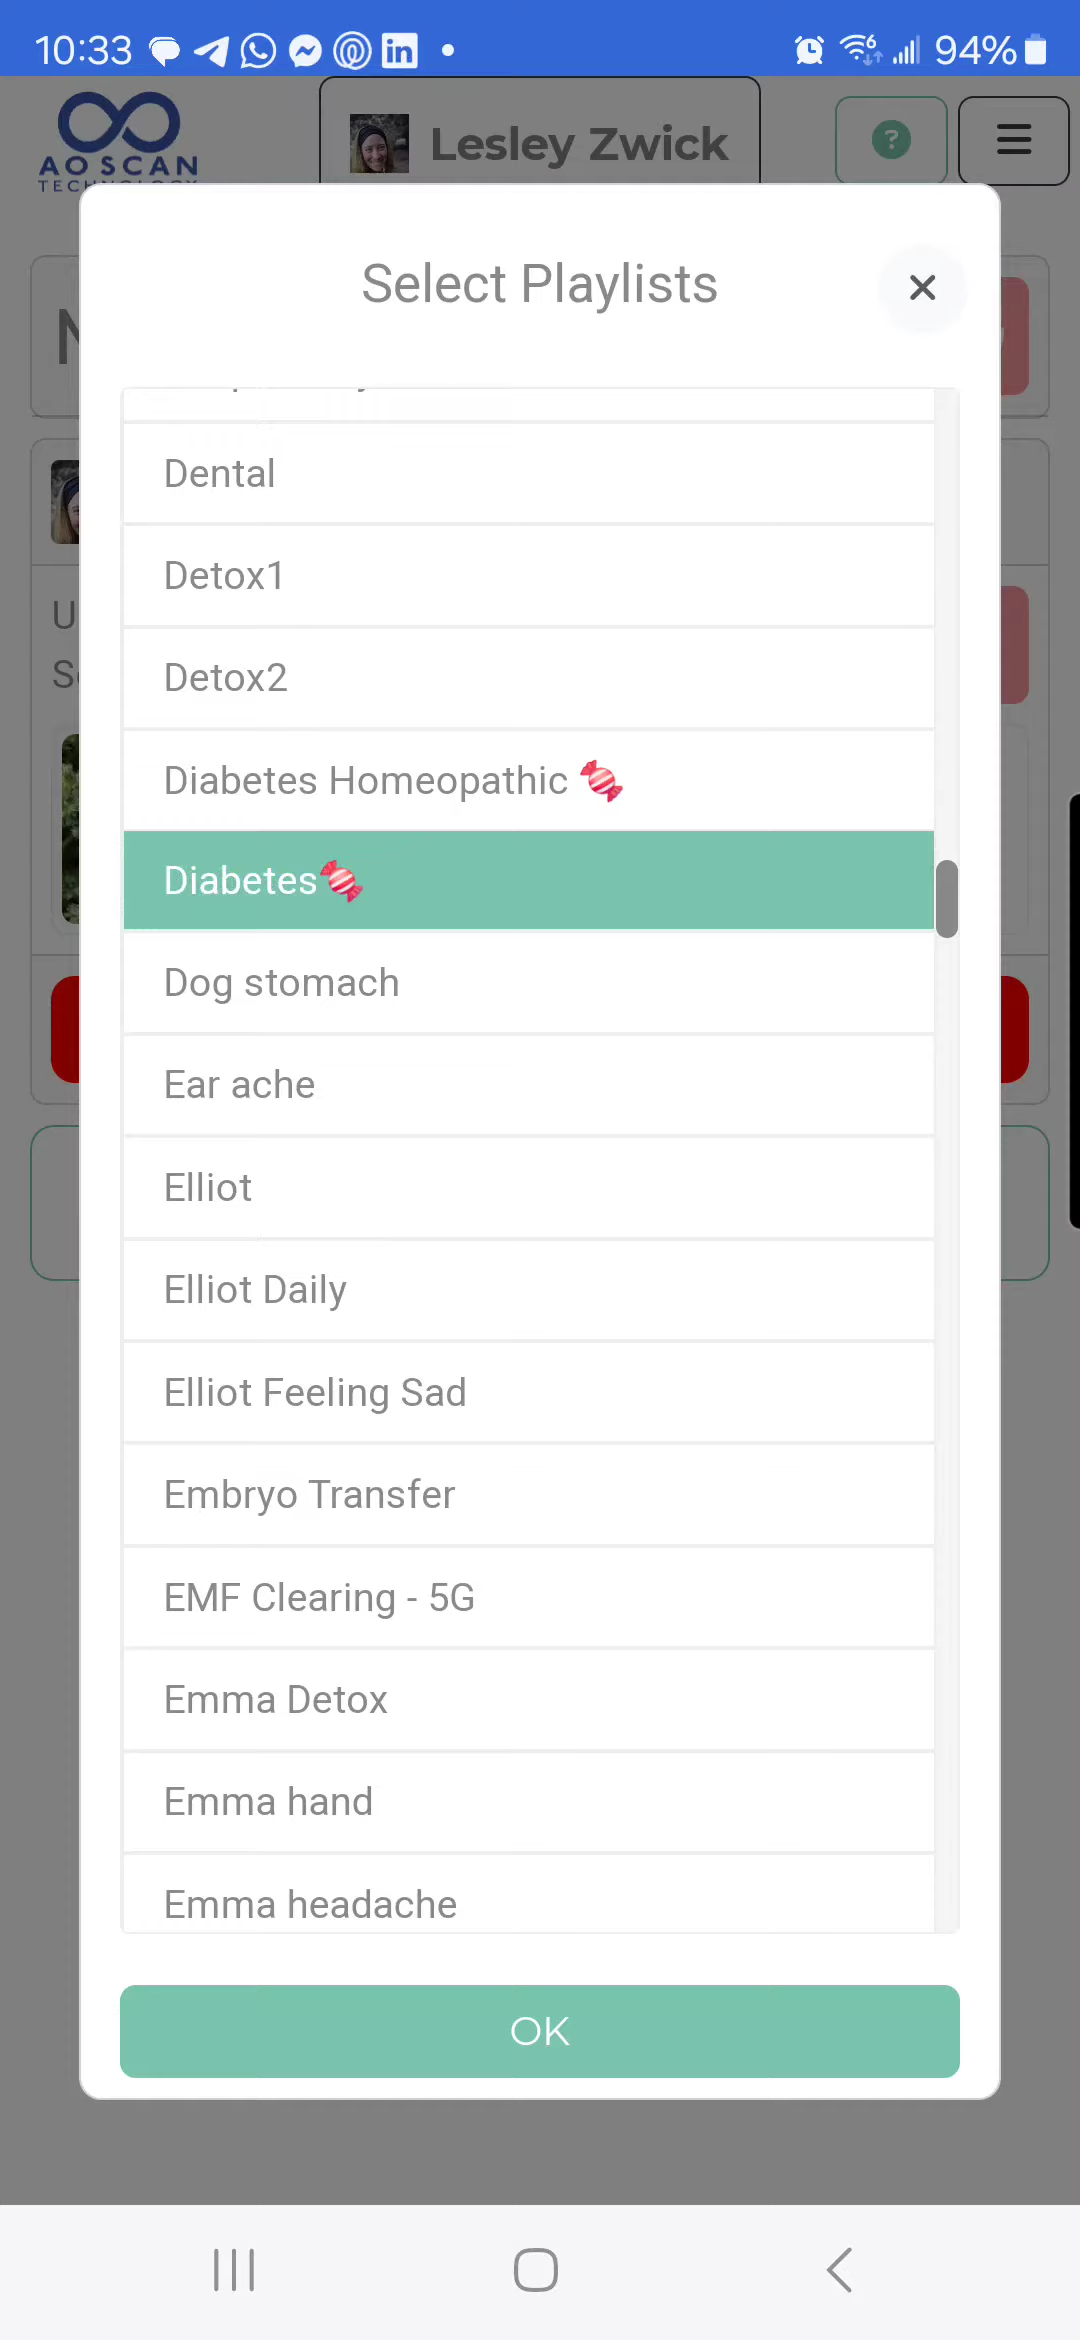 10:33
94%
AO SCAN
TECHNOLOGY
Lesley Zwick
?
Select Playlists
Dental
Detox1
Detox2
Diabetes Homeopathic 🍬
Diabetes🍬
Dog stomach
Ear ache
Elliot
Elliot Daily
Elliot Feeling Sad
Embryo Transfer
EMF Clearing - 5G
Emma Detox
Emma hand
Emma headache
OK